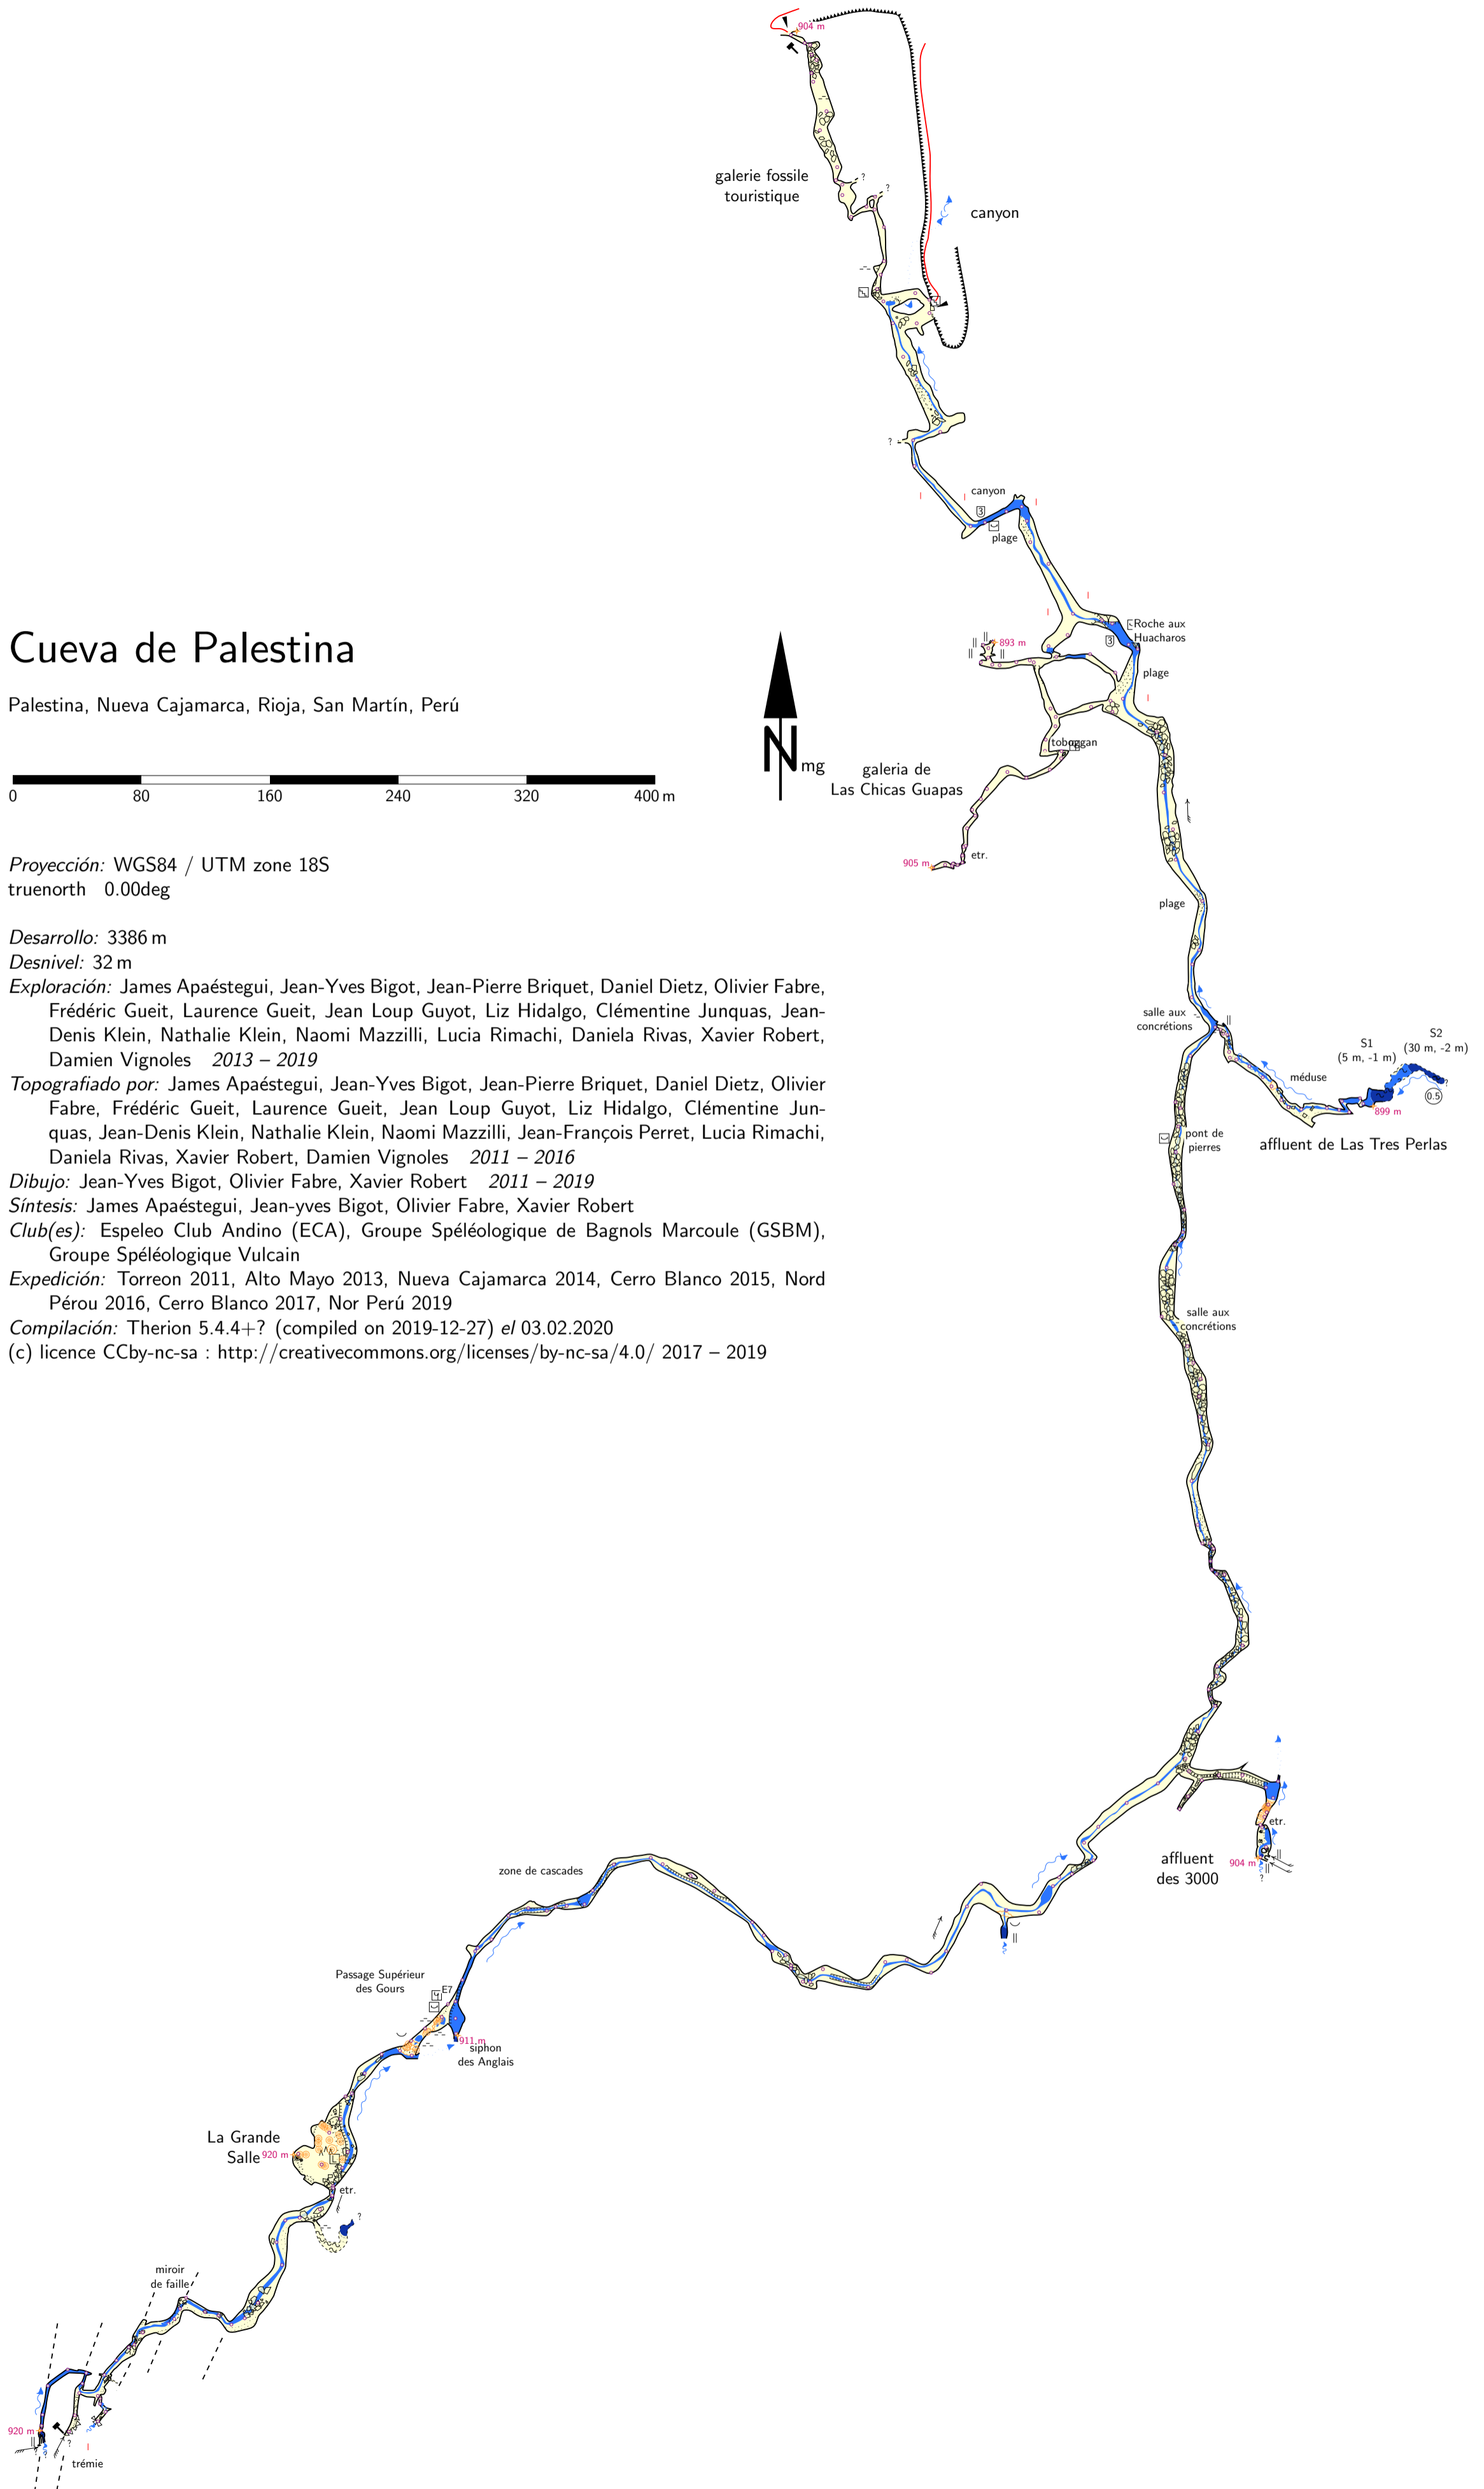 904 m
galerie fossile
touristique
?
?
canyon
?
canyon
3
plage
Roche aux
Huacharos
3
893 m
plage
Cueva de Palestina
Palestina, Nueva Cajamarca, Rioja, San Martín, Perú
0 80 160 240 320 400 m
N mg
toboggan
galeria de
Las Chicas Guapas
etr.
905 m
Proyección: WGS84 / UTM zone 18S
truenorth 0.00deg
plage
Desarrollo: 3386 m
Desnivel: 32 m
Exploración: James Apaéstegui, Jean-Yves Bigot, Jean-Pierre Briquet, Daniel Dietz, Olivier Fabre,
Frédéric Gueit, Laurence Gueit, Jean Loup Guyot, Liz Hidalgo, Clémentine Junquas, Jean-
Denis Klein, Nathalie Klein, Naomi Mazzilli, Lucia Rimachi, Daniela Rivas, Xavier Robert,
Damien Vignoles 2013 – 2019
Topografiado por: James Apaéstegui, Jean-Yves Bigot, Jean-Pierre Briquet, Daniel Dietz, Olivier
Fabre, Frédéric Gueit, Laurence Gueit, Jean Loup Guyot, Liz Hidalgo, Clémentine Jun-
quas, Jean-Denis Klein, Nathalie Klein, Naomi Mazzilli, Jean-François Perret, Lucia Rimachi,
Daniela Rivas, Xavier Robert, Damien Vignoles 2011 – 2016
Dibujo: Jean-Yves Bigot, Olivier Fabre, Xavier Robert 2011 – 2019
Síntesis: James Apaéstegui, Jean-yves Bigot, Olivier Fabre, Xavier Robert
Club(es): Espeleo Club Andino (ECA), Groupe Spéléologique de Bagnols Marcoule (GSBM),
Groupe Spéléologique Vulcain
Expedición: Torreon 2011, Alto Mayo 2013, Nueva Cajamarca 2014, Cerro Blanco 2015, Nord
Pérou 2016, Cerro Blanco 2017, Nor Perú 2019
Compilación: Therion 5.4.4+? (compiled on 2019-12-27) el 03.02.2020
(c) licence CCby-nc-sa : http://creativecommons.org/licenses/by-nc-sa/4.0/ 2017 – 2019
salle aux
concrétions
S1
(5 m, -1 m)
S2
(30 m, -2 m)
méduse
?
0.5
899 m
affluent de Las Tres Perlas
pont de
pierres
salle aux
concrétions
etr.
904 m
?
affluent
des 3000
zone de cascades
Passage Supérieur
des Gours
E7
911 m
siphon
des Anglais
La Grande
Salle
920 m
etr.
?
miroir
de faille
920 m
?
?
?
trémie